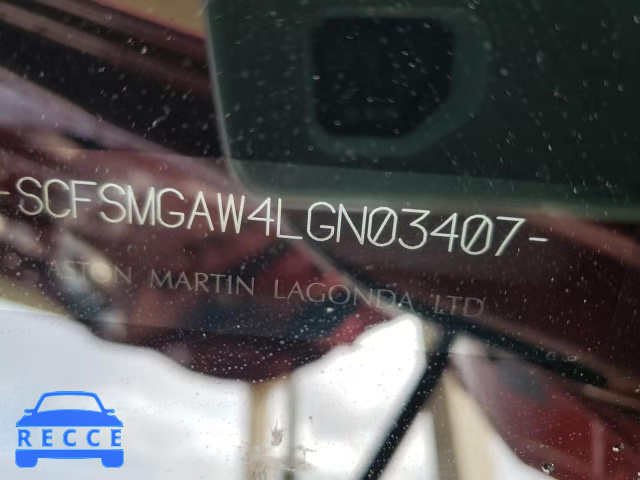 -SCFSMGAW4LGN03407-
ASTON MARTIN LAGONDA LTD
RECCE